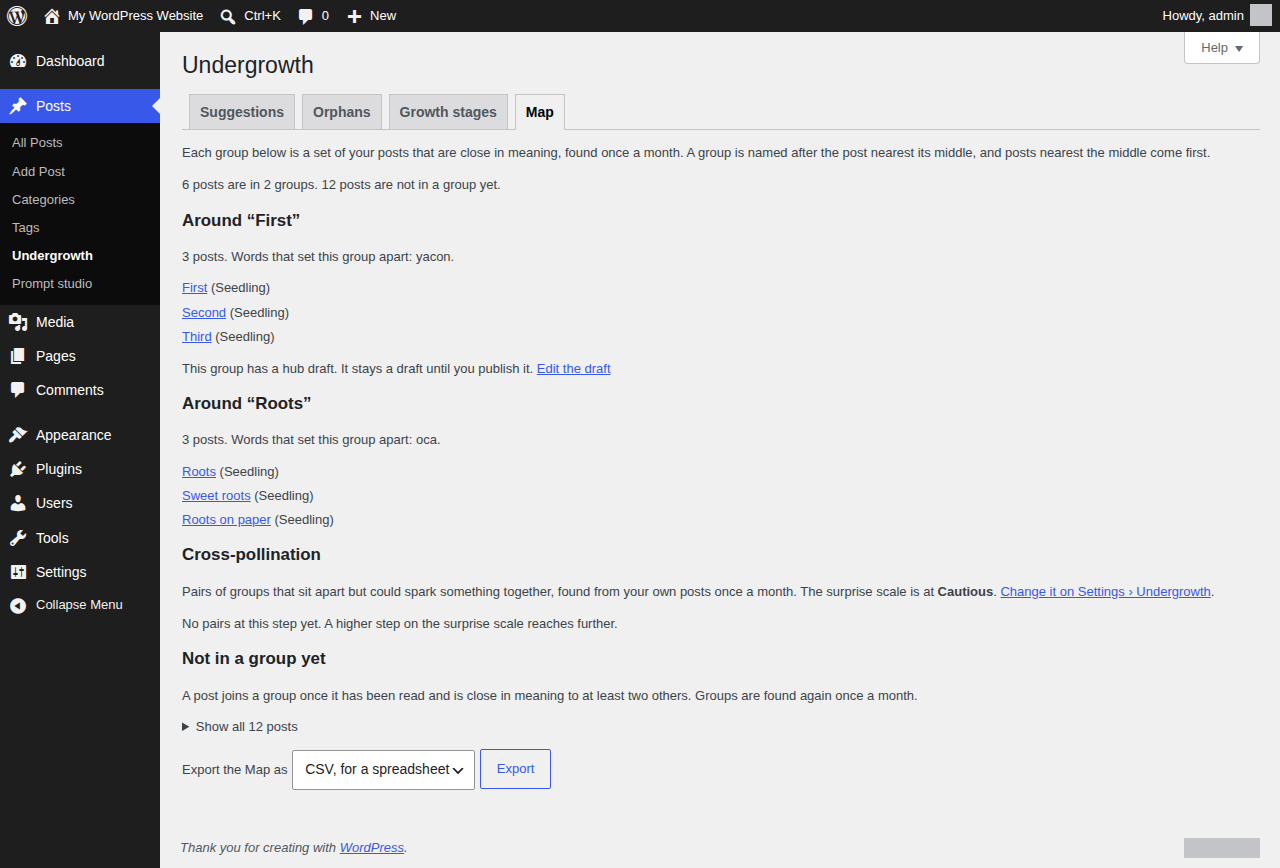 My WordPress Website Ctrl+K 0 New Howdy, admin
Help
Dashboard
Posts
All Posts
Add Post
Categories
Tags
Undergrowth
Prompt studio
Media
Pages
Comments
Appearance
Plugins
Users
Tools
Settings
Collapse Menu
Undergrowth
Suggestions Orphans Growth stages Map
Each group below is a set of your posts that are close in meaning, found once a month. A group is named after the post nearest its middle, and posts nearest the middle come first.
6 posts are in 2 groups. 12 posts are not in a group yet.
Around “First”
3 posts. Words that set this group apart: yacon.
First (Seedling)
Second (Seedling)
Third (Seedling)
This group has a hub draft. It stays a draft until you publish it. Edit the draft
Around “Roots”
3 posts. Words that set this group apart: oca.
Roots (Seedling)
Sweet roots (Seedling)
Roots on paper (Seedling)
Cross-pollination
Pairs of groups that sit apart but could spark something together, found from your own posts once a month. The surprise scale is at Cautious. Change it on Settings › Undergrowth.
No pairs at this step yet. A higher step on the surprise scale reaches further.
Not in a group yet
A post joins a group once it has been read and is close in meaning to at least two others. Groups are found again once a month.
Show all 12 posts
Export the Map as CSV, for a spreadsheet Export
Thank you for creating with WordPress.